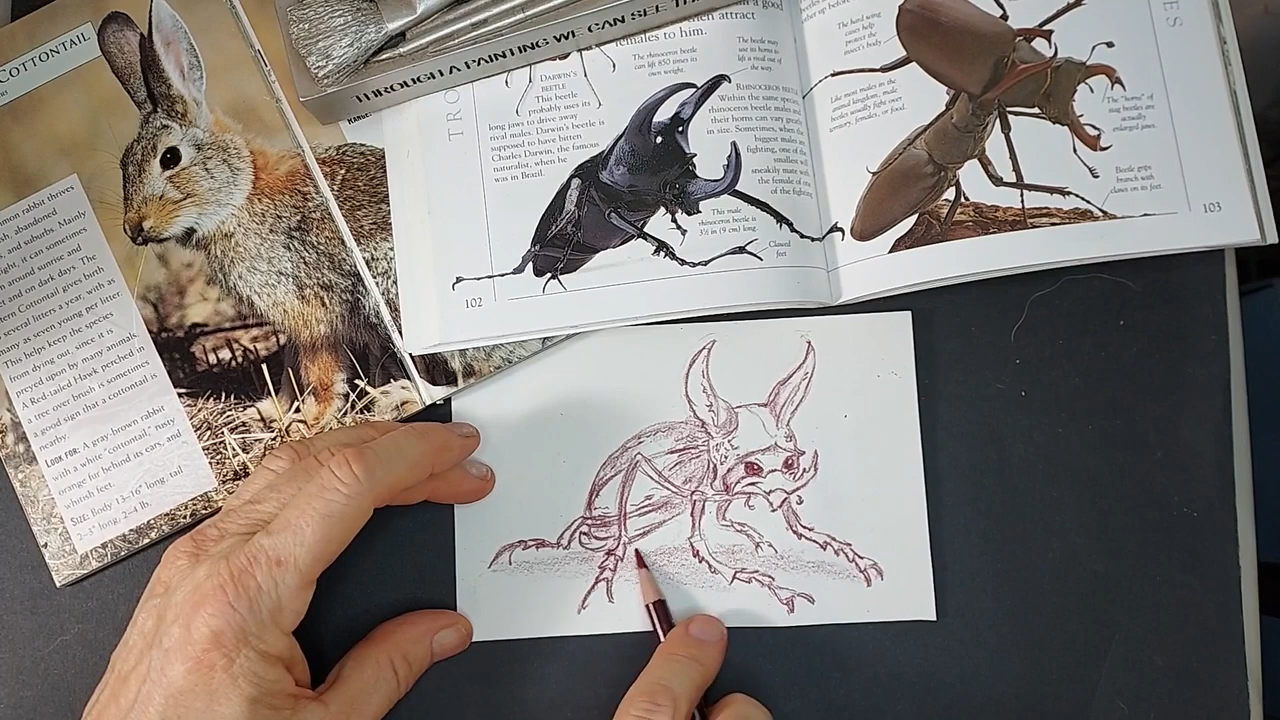 COTTONTAIL
mmon rabbit thrives
sh, abandoned
, and suburbs. Mainly
ight, it can sometimes
n around sunrise and
et and on dark days. The
tern Cottontail gives birth
several litters a year, with as
many as seven young per litter.
This helps keep the species
from dying out, since it is
preyed upon by many animals.
A Red-tailed Hawk perched in
a tree over brush is sometimes
a good sign that a cottontail is
nearby.
LOOK FOR: A gray-brown rabbit
with a white "cottontail," rusty
orange fur behind its ears, and
whitish feet.
SIZE: Body 13–16" long, tail
2–3" long; 2–4 lb.
RANGE:
THROUGH A PAINTING WE CAN SEE TH
n a good
then attract
females to him.
The rhinoceros beetle
can lift 850 times its
own weight.
The beetle may
use its horns to
lift a rival out of
the way.
TRO
DARWIN'S
BEETLE
This beetle
probably uses its
long jaws to drive away
rival males. Darwin's beetle is
supposed to have bitten
Charles Darwin, the famous
naturalist, when he
was in Brazil.
RHINOCEROS BEETLE
Within the same species,
rhinoceros beetle males and
their horns can vary greatly
in size. Sometimes, when the
biggest males are
fighting, one of the
smallest will
sneakily mate with
the female of one
of the fighting
This male
rhinoceros beetle is
3½ in (9 cm) long.
Clawed
feet
102
The hard wing
cases help
protect the
insect's body
Like most males in the
animal kingdom, male
beetles usually fight over
territory, females, or food.
The "horns" of
stag beetles are
actually
enlarged jaws.
Beetle grips
branch with
claws on its feet.
ES
103